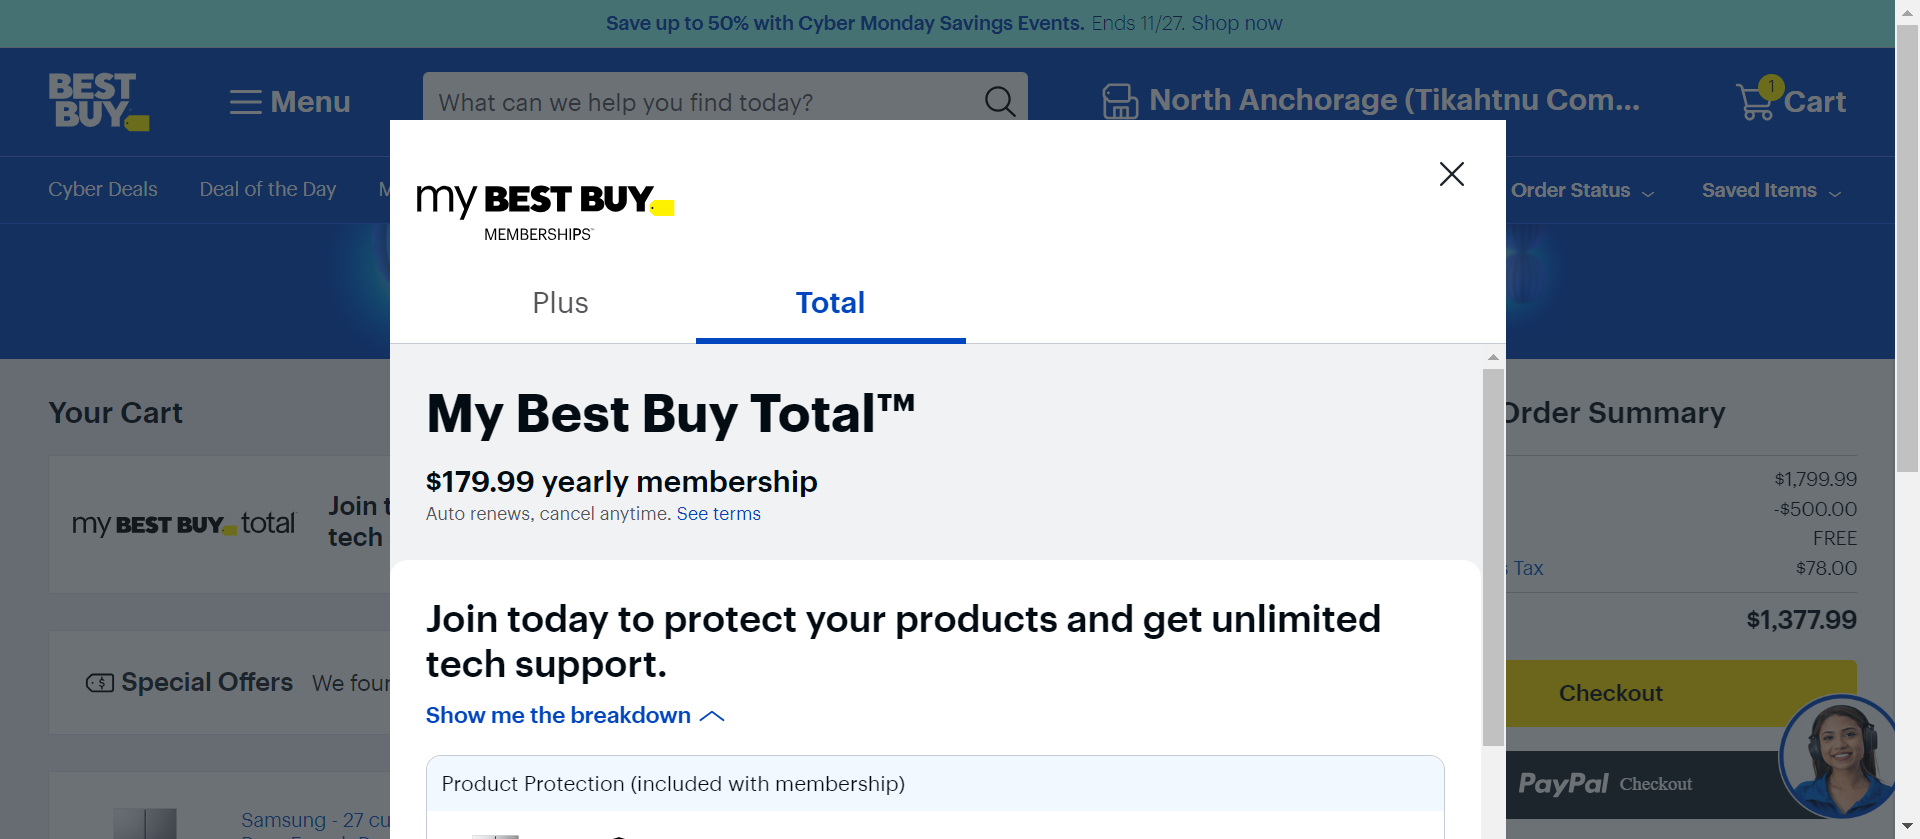 Save up to 50% with Cyber Monday Savings Events. Ends 11/27. Shop now
BEST BUY
Menu
What can we help you find today?
North Anchorage (Tikahtnu Com...
1
Cart
Cyber Deals
Deal of the Day
Order Status
Saved Items
my BEST BUY
MEMBERSHIPS
Plus
Total
My Best Buy Total™
$179.99 yearly membership
Auto renews, cancel anytime. See terms
Join today to protect your products and get unlimited
tech support.
Show me the breakdown
Product Protection (included with membership)
Your Cart
my BEST BUY total
Join
tech
Special Offers
Samsung - 27
Order Summary
$1,799.99
-$500.00
FREE
Tax
$78.00
$1,377.99
Checkout
PayPal Checkout